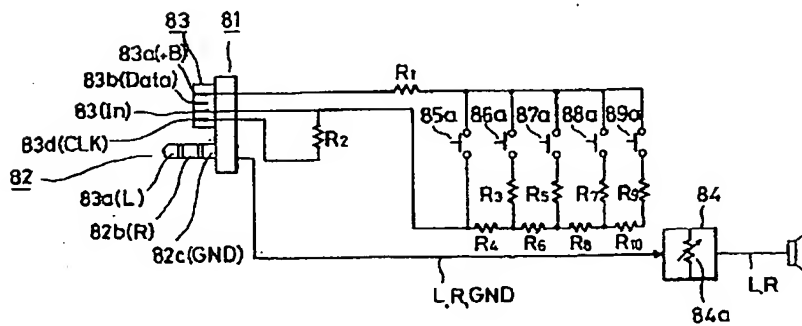 83 81
83a(+B)
83b(Data)
83(In)
83d(CLK)
82
83a(L)
82b(R)
82c(GND)
R1
R2
85a 86a 87a 88a 89a
R3 R5 R7 R9
R4 R6 R8 R10
L,R,GND
84
84a
L,R